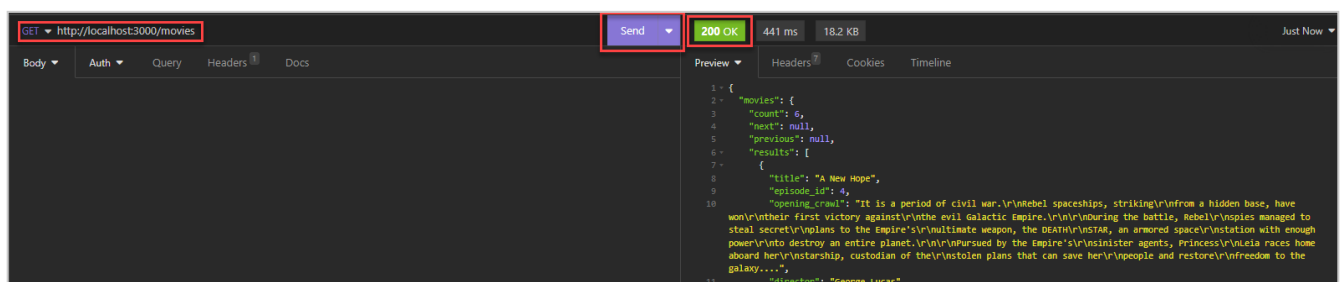 GET http://localhost:3000/movies Send 200 OK 441 ms 18.2 KB Just Now
Body Auth Query Headers 1 Docs Preview Headers 7 Cookies Timeline
1 {
2 "movies": {
3 "count": 6,
4 "next": null,
5 "previous": null,
6 "results": [
7 {
8 "title": "A New Hope",
9 "episode_id": 4,
10 "opening_crawl": "It is a period of civil war.\r\nRebel spaceships, striking\r\nfrom a hidden base, have
won\r\ntheir first victory against\r\nthe evil Galactic Empire.\r\n\r\nDuring the battle, Rebel\r\nspies managed to
steal secret\r\nplans to the Empire's\r\nultimate weapon, the DEATH\r\nSTAR, an armored space\r\nstation with enough
power\r\nto destroy an entire planet.\r\n\r\nPursued by the Empire's\r\nsinister agents, Princess\r\nLeia races home
aboard her\r\nstarship, custodian of the\r\nstolen plans that can save her\r\npeople and restore\r\nfreedom to the
galaxy....",
11 "director": "George Lucas"